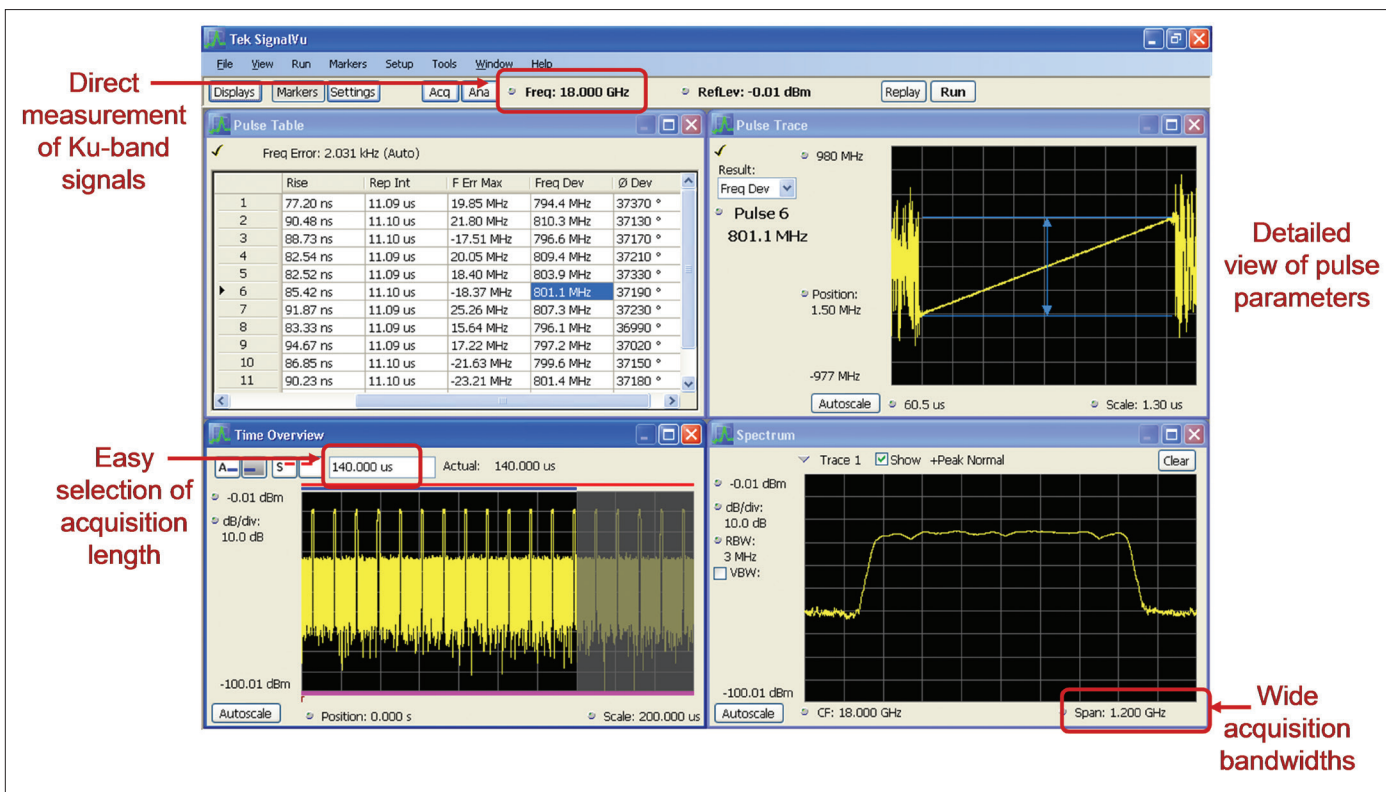 Tek SignalVu
File View Run Markers Setup Tools Window Help
Displays Markers Settings Acq Ana Freq: 18.000 GHz RefLev: -0.01 dBm Replay Run
Direct
measurement
of Ku-band
signals
Pulse Table
Freq Error: 2.031 kHz (Auto)
Rise Rep Int F Err Max Freq Dev Ø Dev
1 77.20 ns 11.09 us 19.85 MHz 794.4 MHz 37370 °
2 90.48 ns 11.10 us 21.80 MHz 810.3 MHz 37130 °
3 88.73 ns 11.10 us -17.51 MHz 796.6 MHz 37170 °
4 82.54 ns 11.09 us 20.05 MHz 809.4 MHz 37210 °
5 82.52 ns 11.09 us 18.40 MHz 803.9 MHz 37330 °
6 85.42 ns 11.10 us -18.37 MHz 801.1 MHz 37190 °
7 91.87 ns 11.10 us 25.26 MHz 807.3 MHz 37230 °
8 83.33 ns 11.09 us 15.64 MHz 796.1 MHz 36990 °
9 94.67 ns 11.09 us 17.22 MHz 797.2 MHz 37020 °
10 86.85 ns 11.10 us -21.63 MHz 799.6 MHz 37150 °
11 90.23 ns 11.10 us -23.21 MHz 801.4 MHz 37180 °
Pulse Trace
980 MHz
Result:
Freq Dev
Pulse 6
801.1 MHz
Position:
1.50 MHz
-977 MHz
Autoscale 60.5 us Scale: 1.30 us
Detailed
view of pulse
parameters
Easy
selection of
acquisition
length
Time Overview
A S 140.000 us Actual: 140.000 us
-0.01 dBm
dB/div:
10.0 dB
-100.01 dBm
Autoscale Position: 0.000 s Scale: 200.000 us
Spectrum
Trace 1 Show +Peak Normal Clear
-0.01 dBm
dB/div:
10.0 dB
RBW:
3 MHz
VBW:
-100.01 dBm
Autoscale CF: 18.000 GHz Span: 1.200 GHz
Wide
acquisition
bandwidths